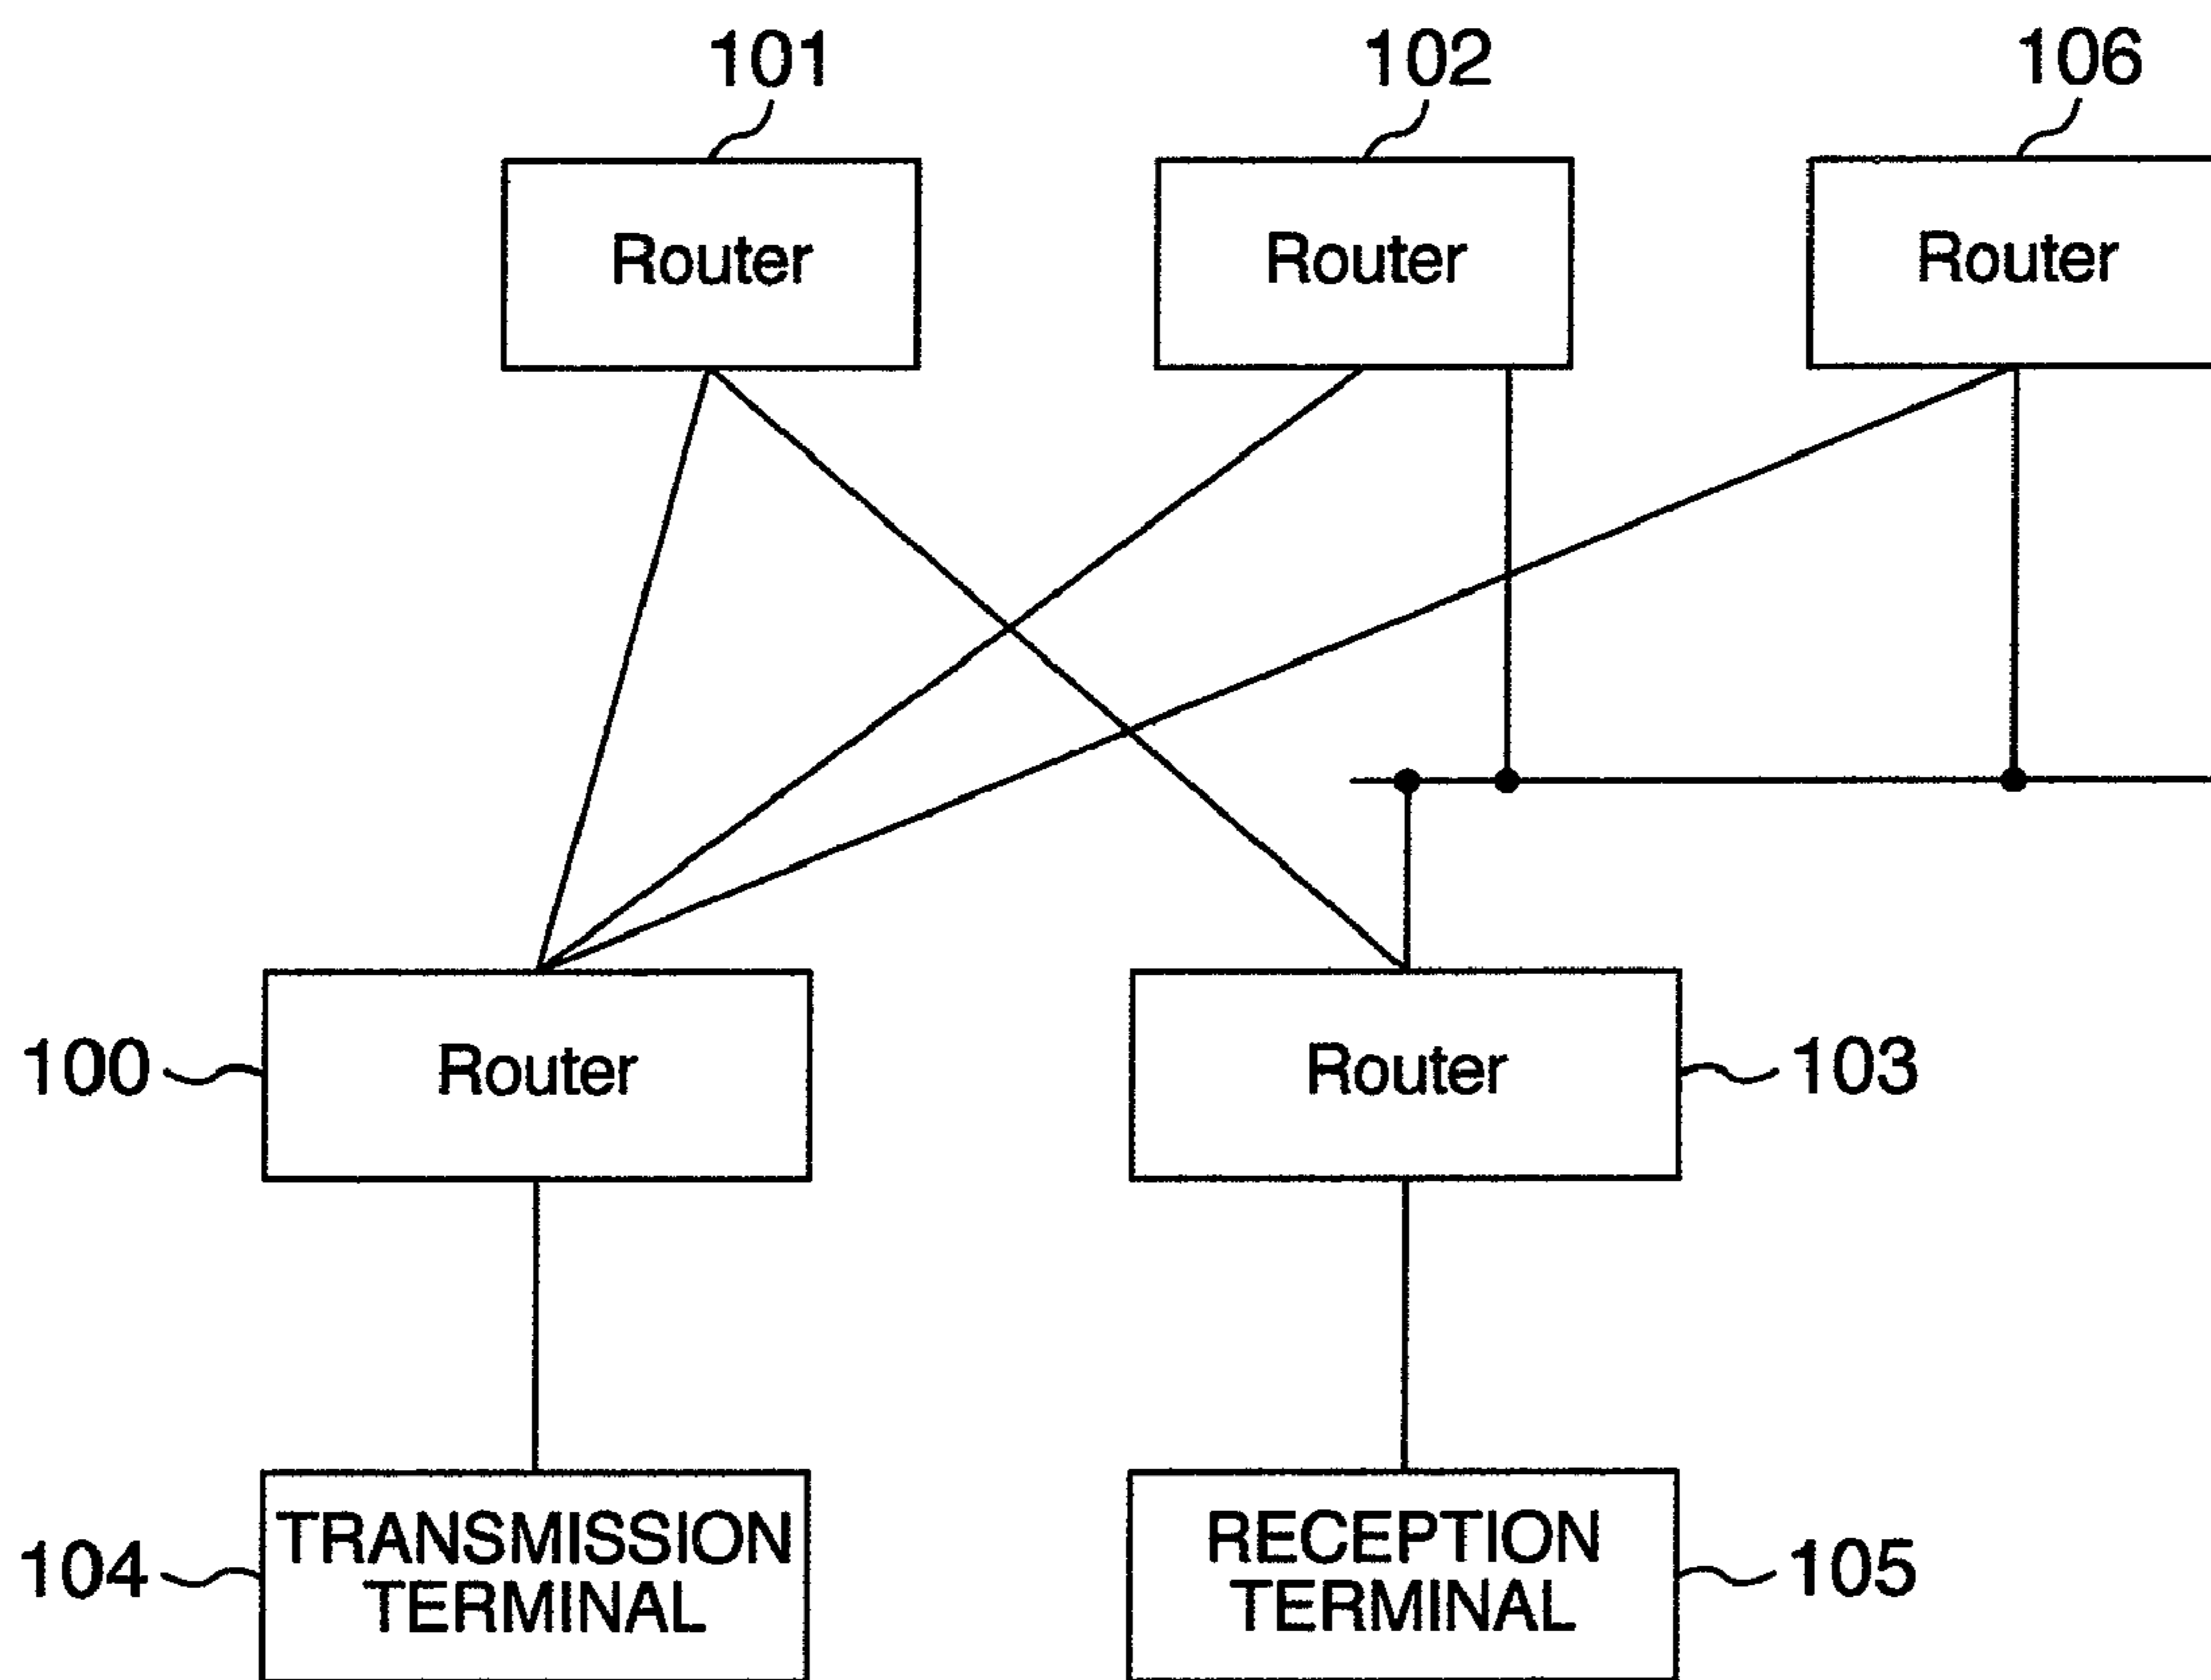 101
102
106
Router
Router
Router
100
Router
Router
103
104
TRANSMISSION
TERMINAL
RECEPTION
TERMINAL
105